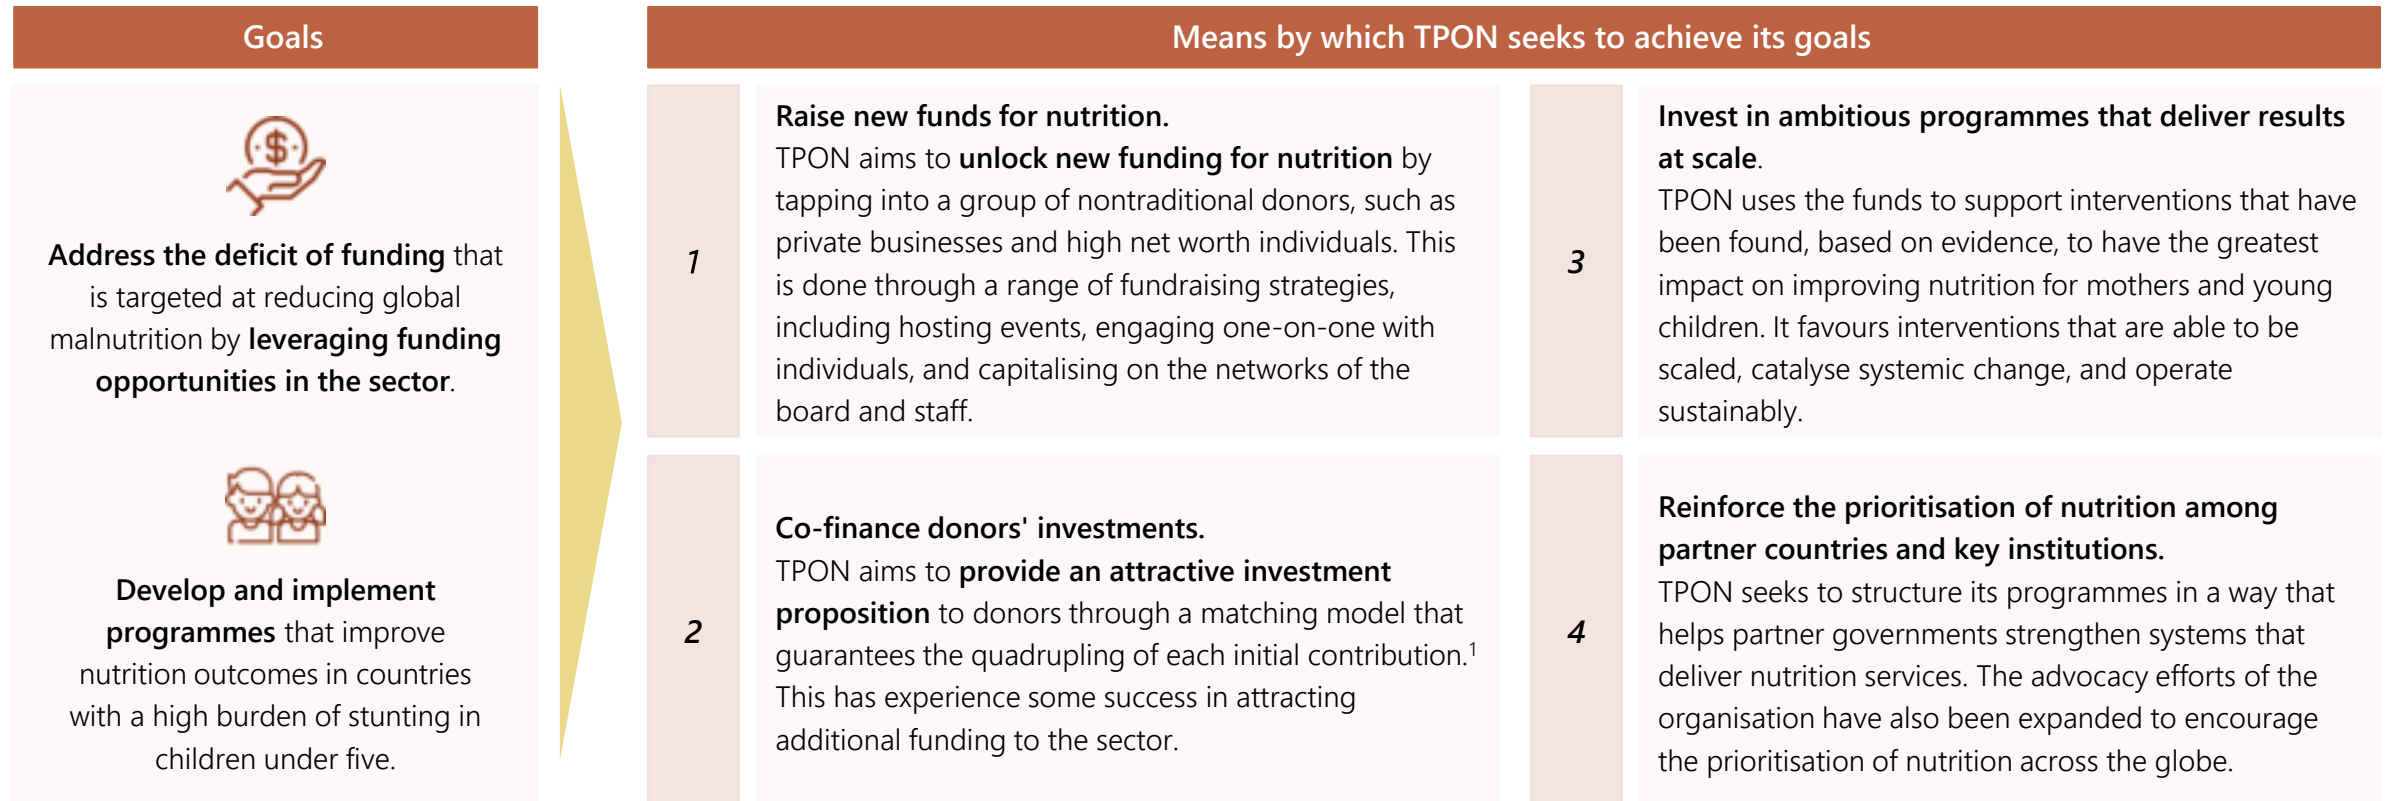 Goals
Address the deficit of funding that
is targeted at reducing global
malnutrition by leveraging funding
opportunities in the sector.
Develop and implement
programmes that improve
nutrition outcomes in countries
with a high burden of stunting in
children under five.
Means by which TPON seeks to achieve its goals
1
Raise new funds for nutrition.
TPON aims to unlock new funding for nutrition by
tapping into a group of nontraditional donors, such as
private businesses and high net worth individuals. This
is done through a range of fundraising strategies,
including hosting events, engaging one-on-one with
individuals, and capitalising on the networks of the
board and staff.
2
Co-finance donors' investments.
TPON aims to provide an attractive investment
proposition to donors through a matching model that
guarantees the quadrupling of each initial contribution.¹
This has experience some success in attracting
additional funding to the sector.
3
Invest in ambitious programmes that deliver results
at scale.
TPON uses the funds to support interventions that have
been found, based on evidence, to have the greatest
impact on improving nutrition for mothers and young
children. It favours interventions that are able to be
scaled, catalyse systemic change, and operate
sustainably.
4
Reinforce the prioritisation of nutrition among
partner countries and key institutions.
TPON seeks to structure its programmes in a way that
helps partner governments strengthen systems that
deliver nutrition services. The advocacy efforts of the
organisation have also been expanded to encourage
the prioritisation of nutrition across the globe.